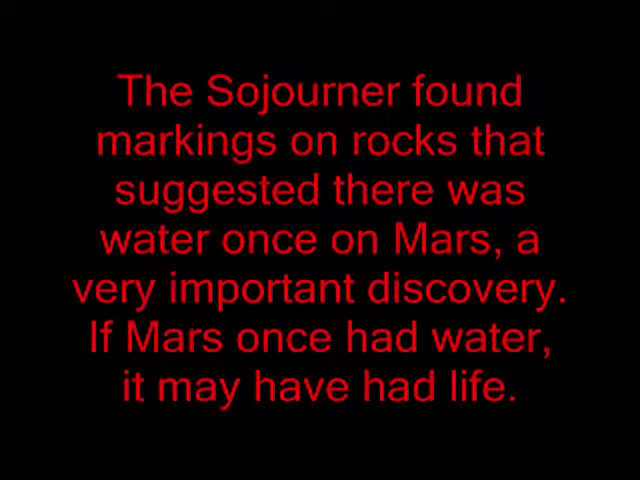 The Sojourner found
markings on rocks that
suggested there was
water once on Mars, a
very important discovery.
If Mars once had water,
it may have had life.